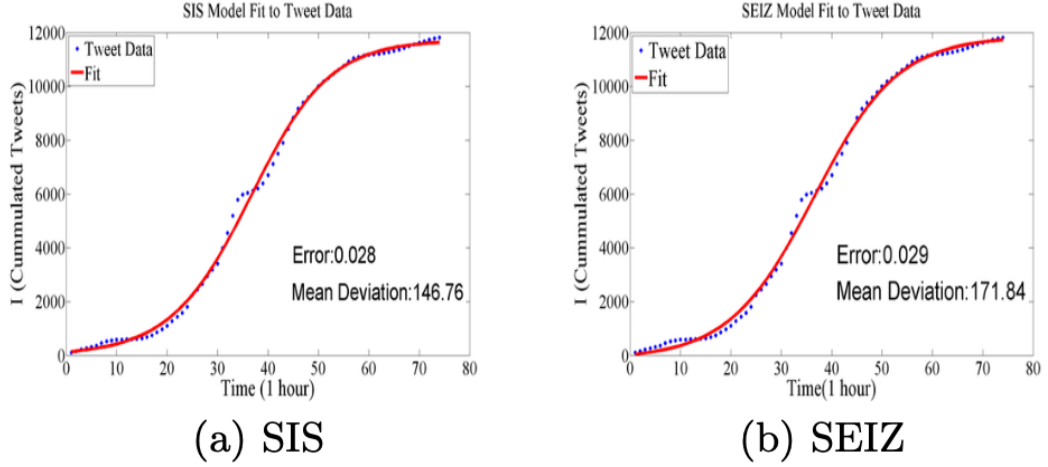 SIS Model Fit to Tweet Data
12000
10000
8000
6000
4000
2000
0
I (Cummulated Tweets)
Tweet Data
Fit
Error:0.028
Mean Deviation:146.76
0 10 20 30 40 50 60 70 80
Time (1 hour)
(a) SIS
SEIZ Model Fit to Tweet Data
12000
10000
8000
6000
4000
2000
0
I (Cummulated Tweets)
Tweet Data
Fit
Error:0.029
Mean Deviation:171.84
0 10 20 30 40 50 60 70 80
Time(1 hour)
(b) SEIZ